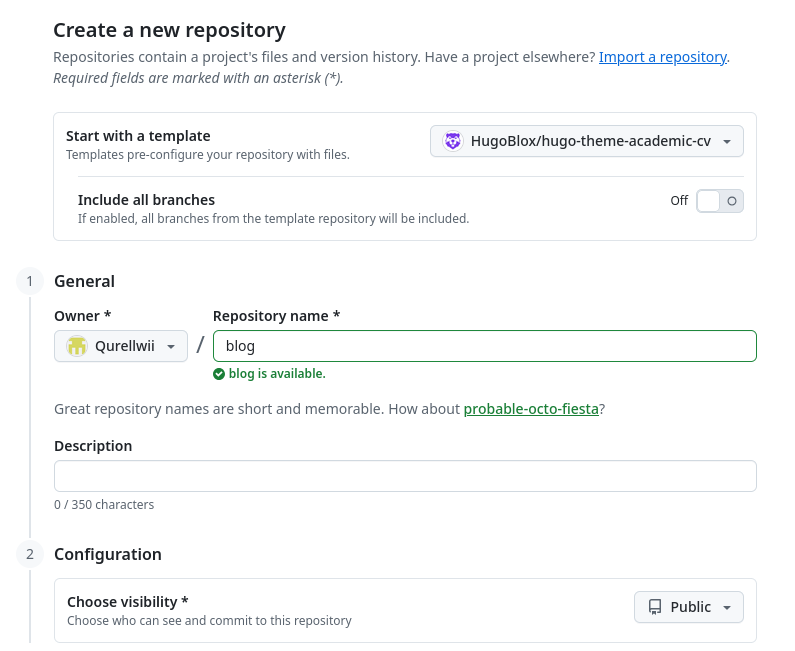 Create a new repository
Repositories contain a project's files and version history. Have a project elsewhere? Import a repository.
Required fields are marked with an asterisk (*).
Start with a template
Templates pre-configure your repository with files.
HugoBlox/hugo-theme-academic-cv
Include all branches
If enabled, all branches from the template repository will be included.
Off
1 General
Owner *
Qurellwii
/
Repository name *
blog
blog is available.
Great repository names are short and memorable. How about probable-octo-fiesta?
Description
0 / 350 characters
2 Configuration
Choose visibility *
Choose who can see and commit to this repository
Public